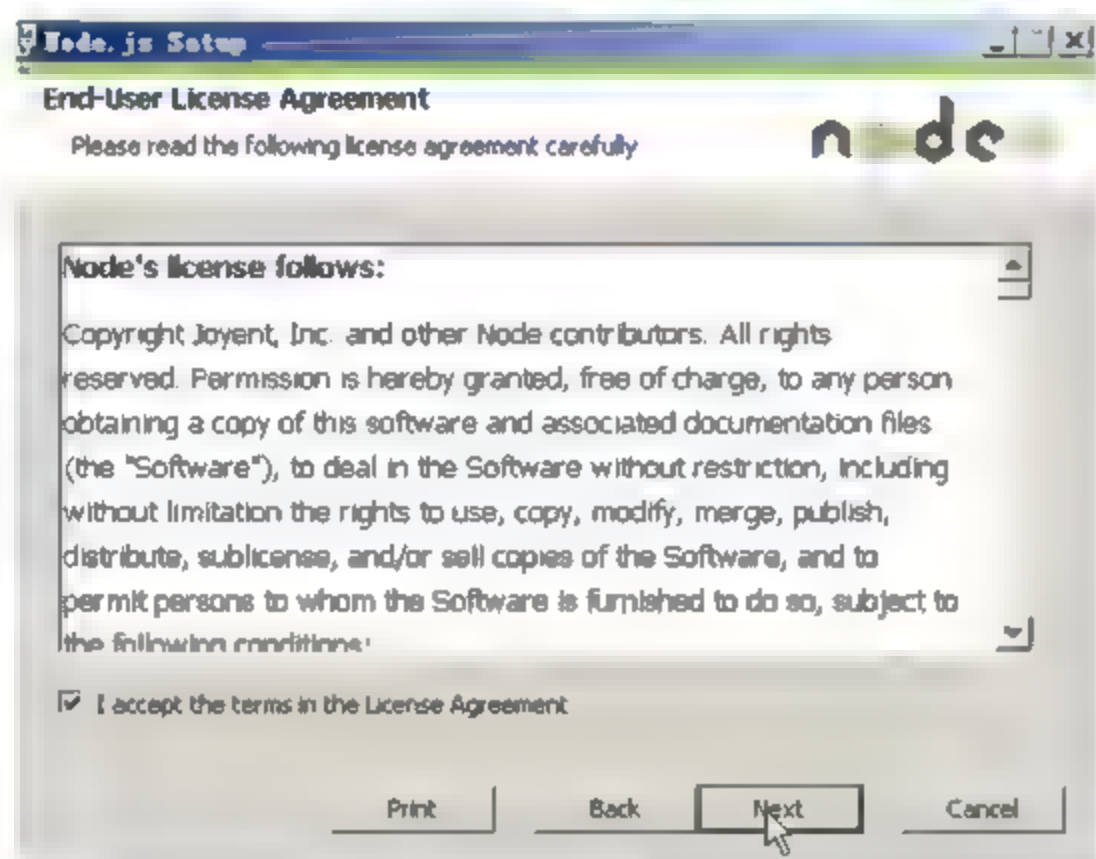 Node.js Setup
End-User License Agreement
Please read the following license agreement carefully
node
Node's license follows:
Copyright Joyent, Inc. and other Node contributors. All rights
reserved. Permission is hereby granted, free of charge, to any person
obtaining a copy of this software and associated documentation files
(the "Software"), to deal in the Software without restriction, including
without limitation the rights to use, copy, modify, merge, publish,
distribute, sublicense, and/or sell copies of the Software, and to
permit persons to whom the Software is furnished to do so, subject to
the following conditions:
I accept the terms in the License Agreement
Print Back Next Cancel